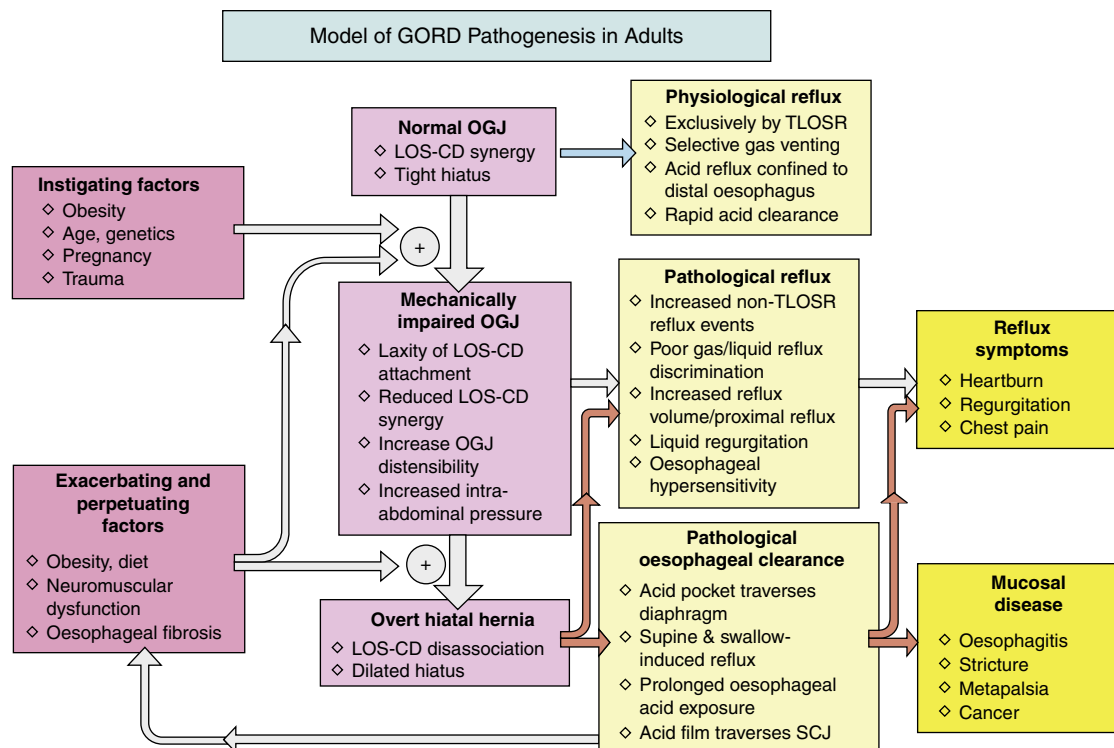 Model of GORD Pathogenesis in Adults
Normal OGJ
◇ LOS-CD synergy
◇ Tight hiatus
Physiological reflux
◇ Exclusively by TLOSR
◇ Selective gas venting
◇ Acid reflux confined to
distal oesophagus
◇ Rapid acid clearance
Instigating factors
◇ Obesity
◇ Age, genetics
◇ Pregnancy
◇ Trauma
+
Mechanically
impaired OGJ
◇ Laxity of LOS-CD
attachment
◇ Reduced LOS-CD
synergy
◇ Increase OGJ
distensibility
◇ Increased intra-
abdominal pressure
Pathological reflux
◇ Increased non-TLOSR
reflux events
◇ Poor gas/liquid reflux
discrimination
◇ Increased reflux
volume/proximal reflux
◇ Liquid regurgitation
◇ Oesophageal
hypersensitivity
Reflux
symptoms
◇ Heartburn
◇ Regurgitation
◇ Chest pain
Exacerbating and
perpetuating
factors
◇ Obesity, diet
◇ Neuromuscular
dysfunction
◇ Oesophageal fibrosis
+
Overt hiatal hernia
◇ LOS-CD disassociation
◇ Dilated hiatus
Pathological
oesophageal clearance
◇ Acid pocket traverses
diaphragm
◇ Supine & swallow-
induced reflux
◇ Prolonged oesophageal
acid exposure
◇ Acid film traverses SCJ
Mucosal
disease
◇ Oesophagitis
◇ Stricture
◇ Metapalsia
◇ Cancer